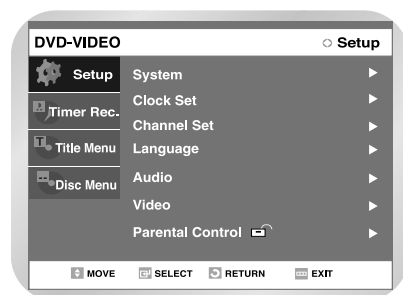 DVD-VIDEO Setup
Setup
Timer Rec.
Title Menu
Disc Menu
System
Clock Set
Channel Set
Language
Audio
Video
Parental Control
MOVE SELECT RETURN EXIT